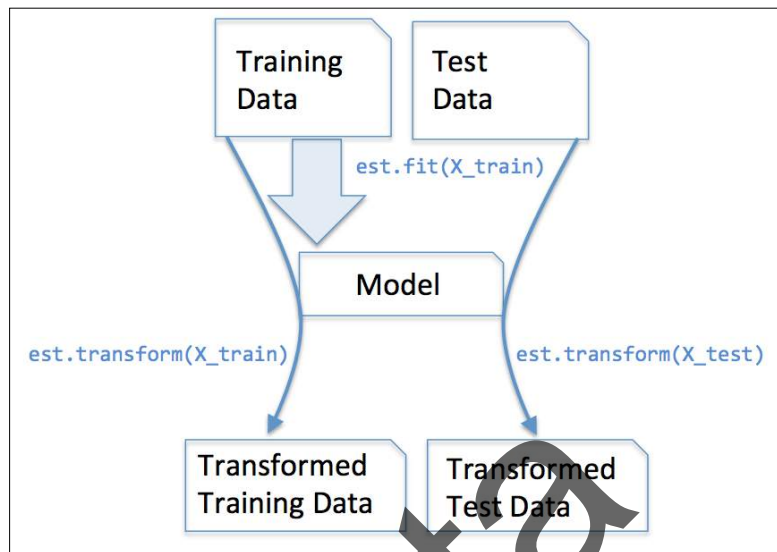 Training
Data
Test
Data
est.fit(X_train)
Model
est.transform(X_train)
est.transform(X_test)
Transformed
Training Data
Transformed
Test Data